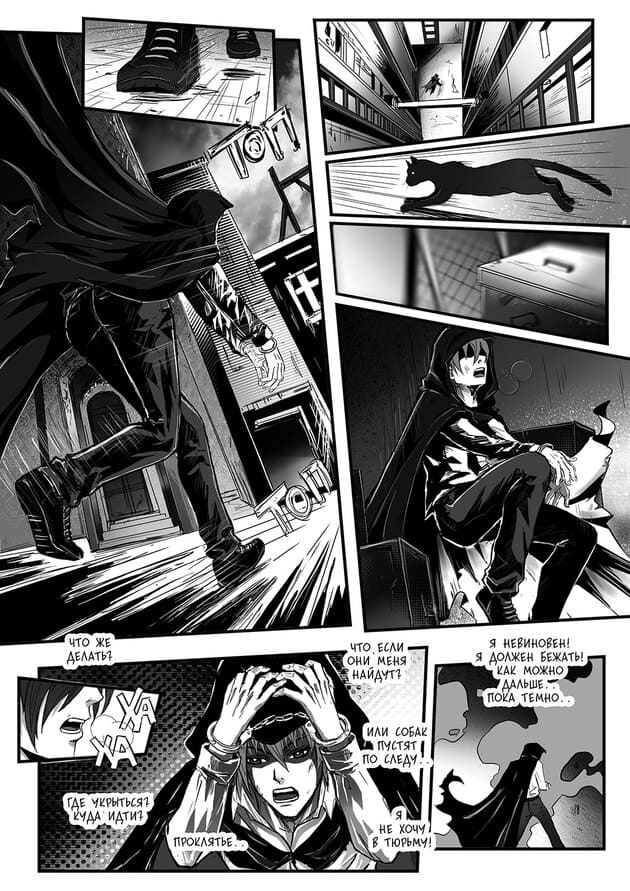 ТОП
ТОП
ЧТО ЖЕ
ДЕЛАТЬ?
ХА
ХА
ГДЕ УКРЫТЬСЯ?
КУДА ИДТИ?
ПРОКЛЯТЬЕ..
ЧТО ЕСЛИ
ОНИ МЕНЯ
НАЙДУТ?
ИЛИ СОБАК
ПУСТЯТ
ПО СЛЕДУ..
Я
НЕ ХОЧУ
В ТЮРЬМУ!
Я НЕВИНОВЕН!
Я ДОЛЖЕН БЕЖАТЬ!
КАК МОЖНО
ДАЛЬШЕ..
ПОКА ТЕМНО..